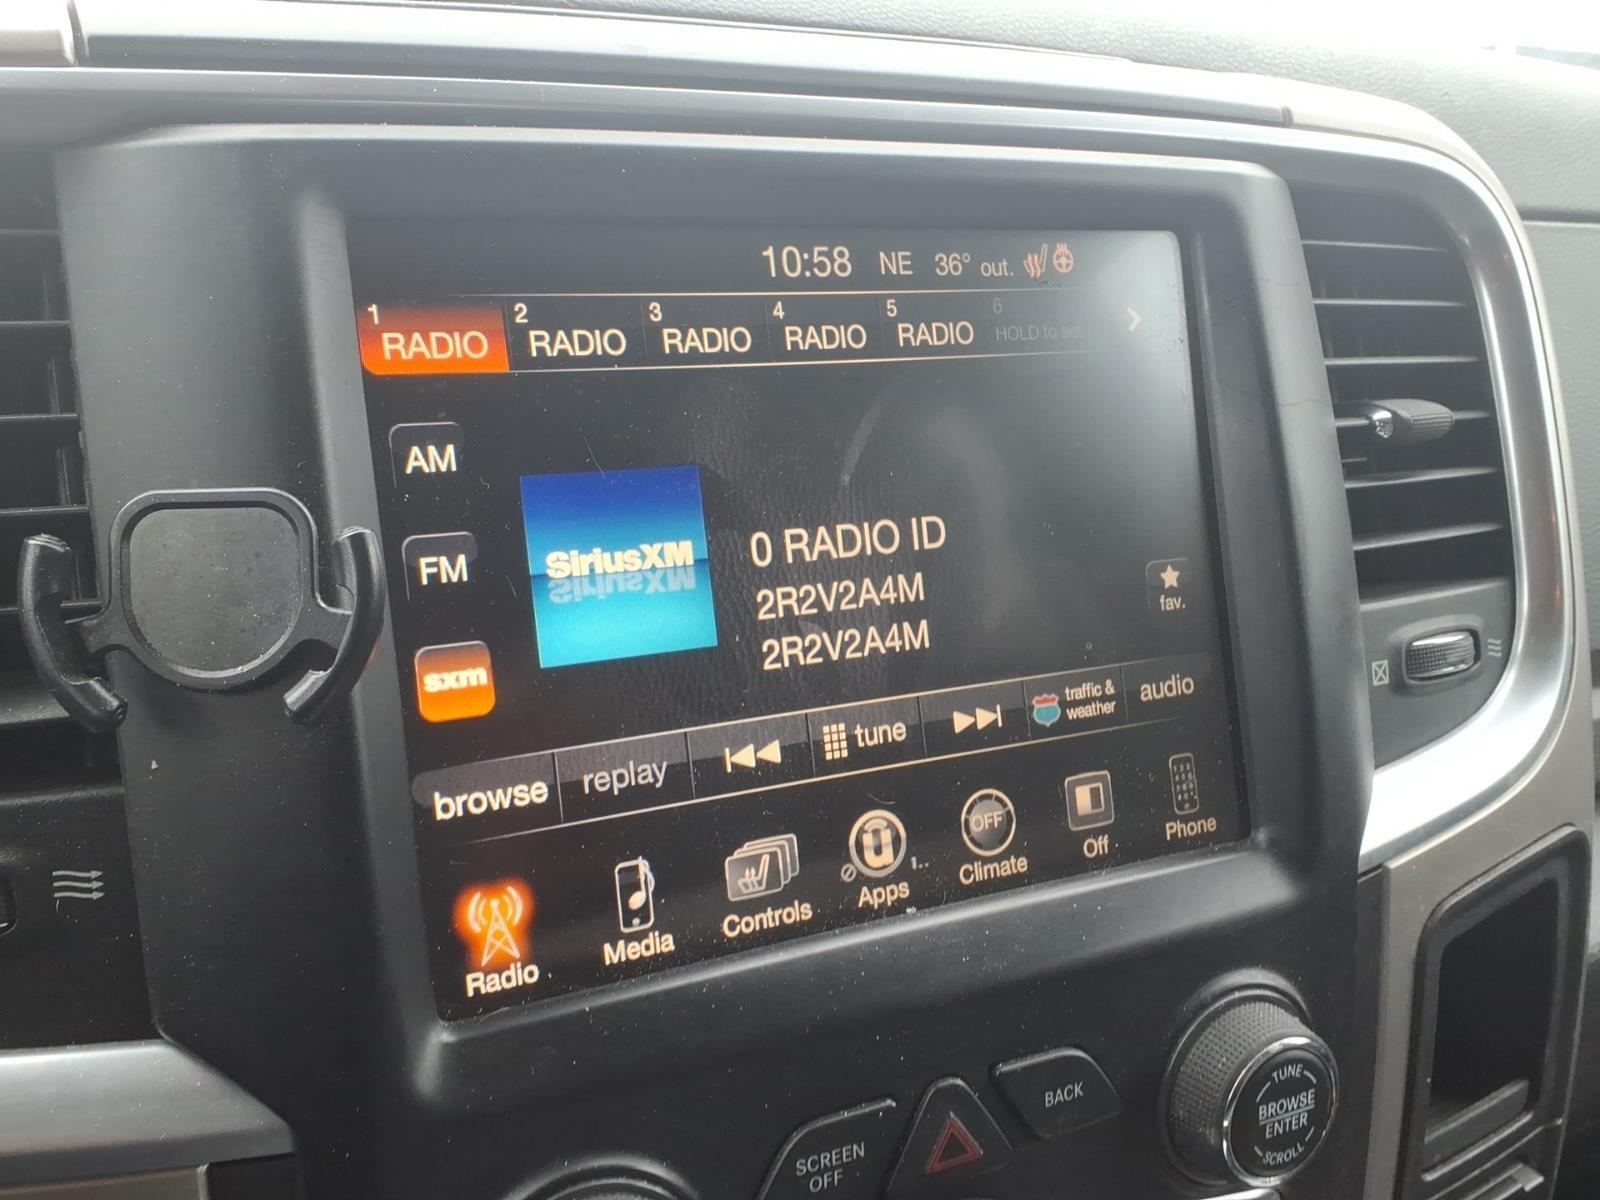 10:58 NE 36° out.
1 RADIO 2 RADIO 3 RADIO 4 RADIO 5 RADIO 6 HOLD to
AM
FM
sxm
SiriusXM
0 RADIO ID
2R2V2A4M
2R2V2A4M
fav.
browse replay tune traffic & weather audio
Radio Media Controls Apps OFF Climate Off Phone
SCREEN OFF
BACK
TUNE
BROWSE
ENTER
SCROLL